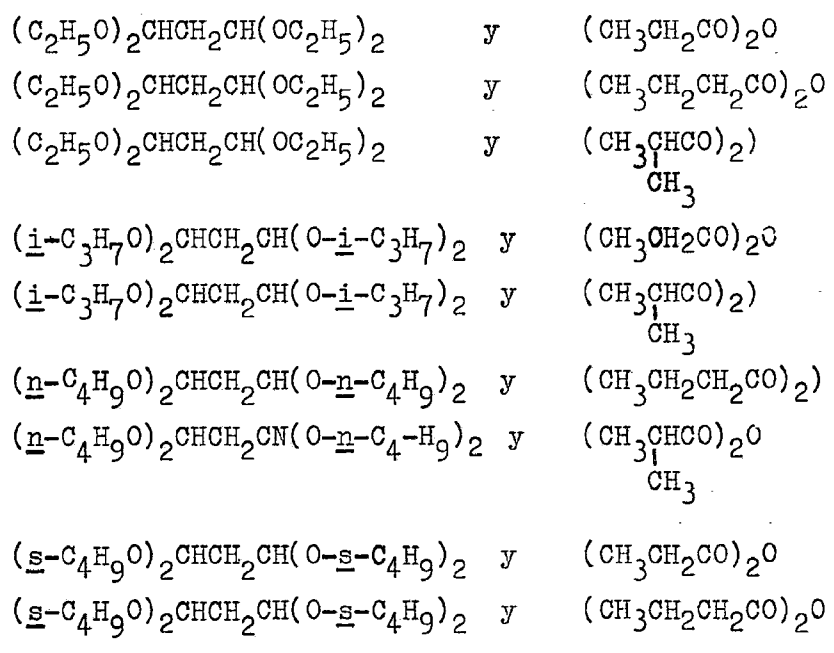 (C₂H₅O)₂CHCH₂CH(OC₂H₅)₂ y (CH₃CH₂CO)₂O
(C₂H₅O)₂CHCH₂CH(OC₂H₅)₂ y (CH₃CH₂CH₂CO)₂O
(C₂H₅O)₂CHCH₂CH(OC₂H₅)₂ y (CH₃CHCO)₂)
CH₃
(i-C₃H₇O)₂CHCH₂CH(O-i-C₃H₇)₂ y (CH₃CH₂CO)₂O
(i-C₃H₇O)₂CHCH₂CH(O-i-C₃H₇)₂ y (CH₃CHCO)₂)
CH₃
(n-C₄H₉O)₂CHCH₂CH(O-n-C₄H₉)₂ y (CH₃CH₂CH₂CO)₂)
(n-C₄H₉O)₂CHCH₂CN(O-n-C₄-H₉)₂ y (CH₃CHCO)₂O
CH₃
(s-C₄H₉O)₂CHCH₂CH(O-s-C₄H₉)₂ y (CH₃CH₂CO)₂O
(s-C₄H₉O)₂CHCH₂CH(O-s-C₄H₉)₂ y (CH₃CH₂CH₂CO)₂O